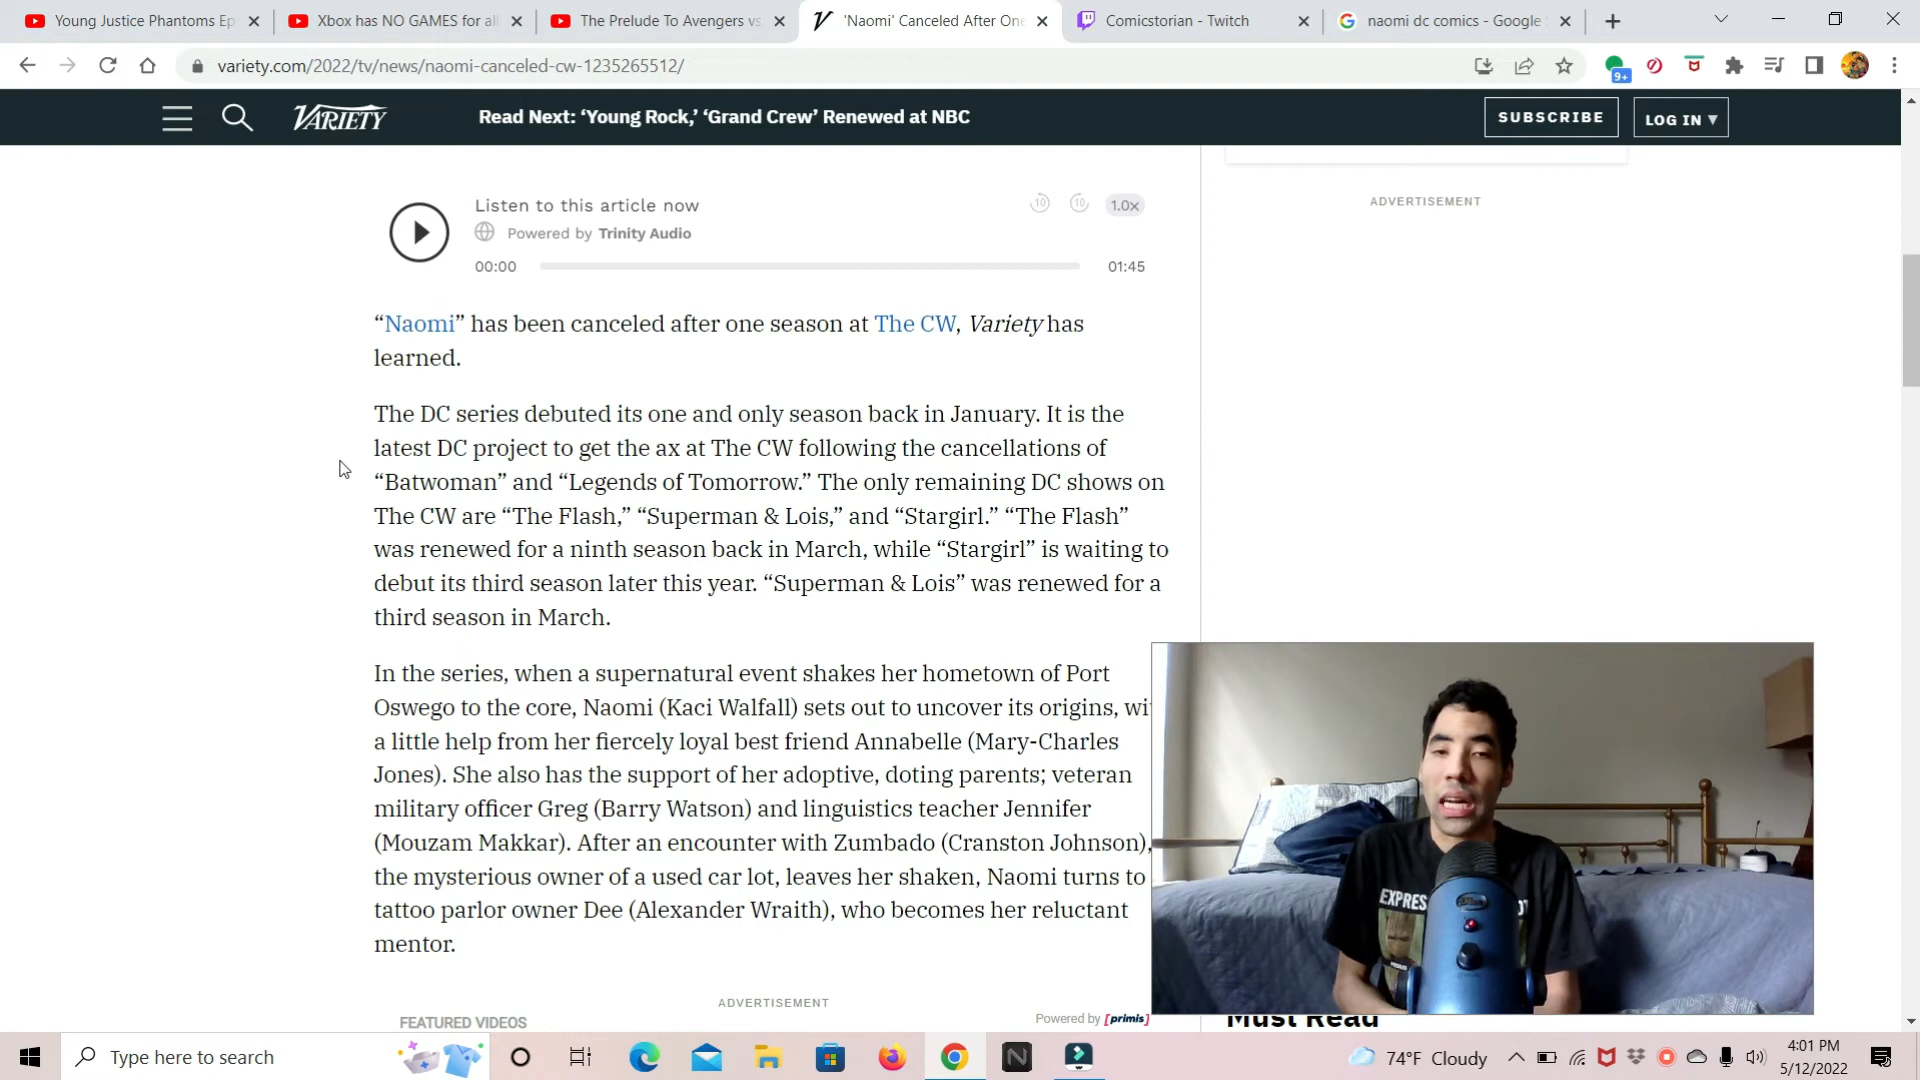 Young Justice Phantoms Ep
Xbox has NO GAMES for all
The Prelude To Avengers vs
'Naomi' Canceled After One
Comicstorian - Twitch
naomi dc comics - Google
variety.com/2022/tv/news/naomi-canceled-cw-1235265512/
9+
VARIETY
Read Next: ‘Young Rock,’ ‘Grand Crew’ Renewed at NBC
SUBSCRIBE
LOG IN ▾
Listen to this article now
10
10
1.0x
Powered by Trinity Audio
00:00
01:45
ADVERTISEMENT
“Naomi” has been canceled after one season at The CW, Variety has
learned.
The DC series debuted its one and only season back in January. It is the
latest DC project to get the ax at The CW following the cancellations of
“Batwoman” and “Legends of Tomorrow.” The only remaining DC shows on
The CW are “The Flash,” “Superman & Lois,” and “Stargirl.” “The Flash”
was renewed for a ninth season back in March, while “Stargirl” is waiting to
debut its third season later this year. “Superman & Lois” was renewed for a
third season in March.
In the series, when a supernatural event shakes her hometown of Port
Oswego to the core, Naomi (Kaci Walfall) sets out to uncover its origins, wi
a little help from her fiercely loyal best friend Annabelle (Mary-Charles
Jones). She also has the support of her adoptive, doting parents; veteran
military officer Greg (Barry Watson) and linguistics teacher Jennifer
(Mouzam Makkar). After an encounter with Zumbado (Cranston Johnson),
the mysterious owner of a used car lot, leaves her shaken, Naomi turns to
tattoo parlor owner Dee (Alexander Wraith), who becomes her reluctant
mentor.
EXPRES
OT
ADVERTISEMENT
FEATURED VIDEOS
Powered by [primis]
Must Read
Type here to search
74°F Cloudy
4:01 PM
5/12/2022